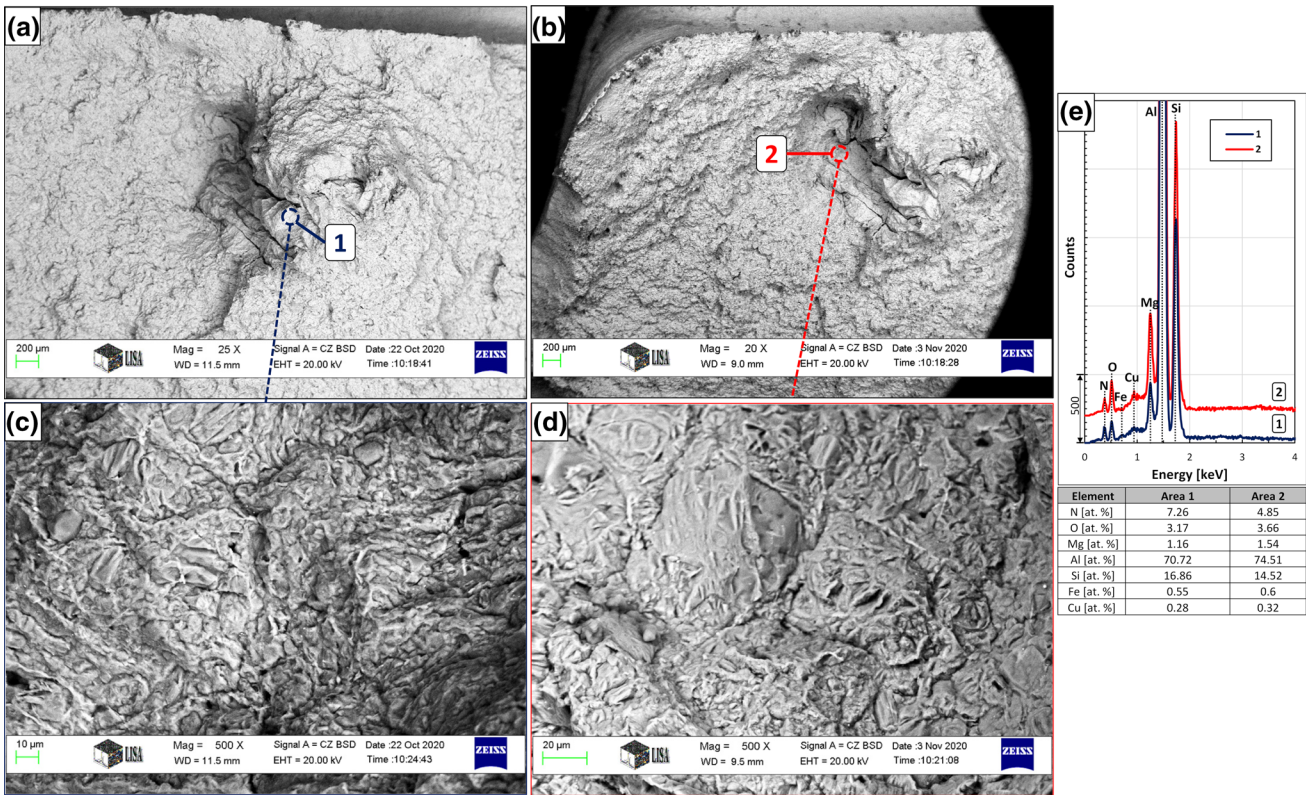 (a)
1
200 µm
LISA
Mag = 25 X
WD = 11.5 mm
Signal A = CZ BSD
EHT = 20.00 kV
Date :22 Oct 2020
Time :10:18:41
ZEISS
(b)
2
200 µm
LISA
Mag = 20 X
WD = 9.0 mm
Signal A = CZ BSD
EHT = 20.00 kV
Date :3 Nov 2020
Time :10:18:28
ZEISS
(c)
10 µm
LISA
Mag = 500 X
WD = 11.5 mm
Signal A = CZ BSD
EHT = 20.00 kV
Date :22 Oct 2020
Time :10:24:43
ZEISS
(d)
20 µm
LISA
Mag = 500 X
WD = 9.5 mm
Signal A = CZ BSD
EHT = 20.00 kV
Date :3 Nov 2020
Time :10:21:08
ZEISS
(e)
Al
Si
1
2
Counts
Mg
O
N
Cu
Fe
500
2
1
0 1 2 3 4
Energy [keV]
Element Area 1 Area 2
N [at. %] 7.26 4.85
O [at. %] 3.17 3.66
Mg [at. %] 1.16 1.54
Al [at. %] 70.72 74.51
Si [at. %] 16.86 14.52
Fe [at. %] 0.55 0.6
Cu [at. %] 0.28 0.32